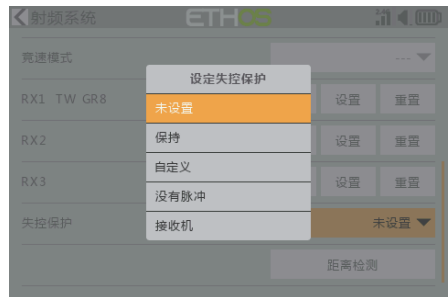 射频系统 ETHOS
竞速模式 ---
设定失控保护
未设置
保持
自定义
没有脉冲
接收机
RX1 TW GR8 设置 重置
RX2 设置 重置
RX3 设置 重置
失控保护 未设置
距离检测